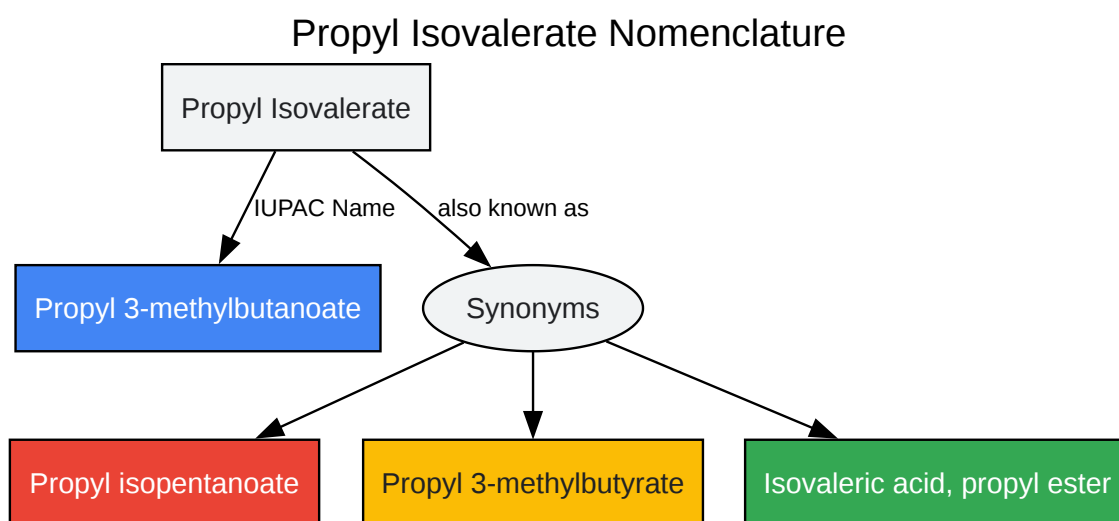 Propyl Isovalerate Nomenclature
Propyl Isovalerate
IUPAC Name
also known as
Propyl 3-methylbutanoate
Synonyms
Propyl isopentanoate
Propyl 3-methylbutyrate
Isovaleric acid, propyl ester